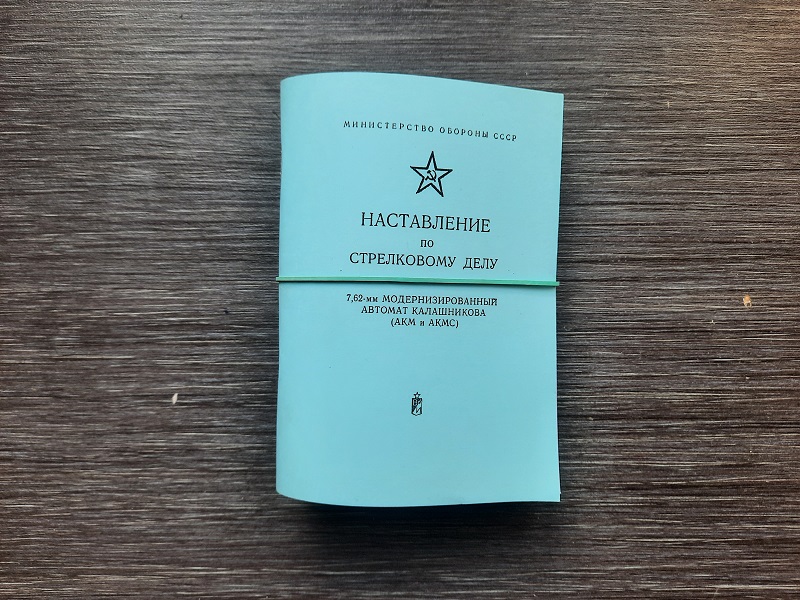 МИНИСТЕРСТВО ОБОРОНЫ СССР
НАСТАВЛЕНИЕ
ПО
СТРЕЛКОВОМУ ДЕЛУ
7,62-мм МОДЕРНИЗИРОВАННЫЙ
АВТОМАТ КАЛАШНИКОВА
(АКМ и АКМС)